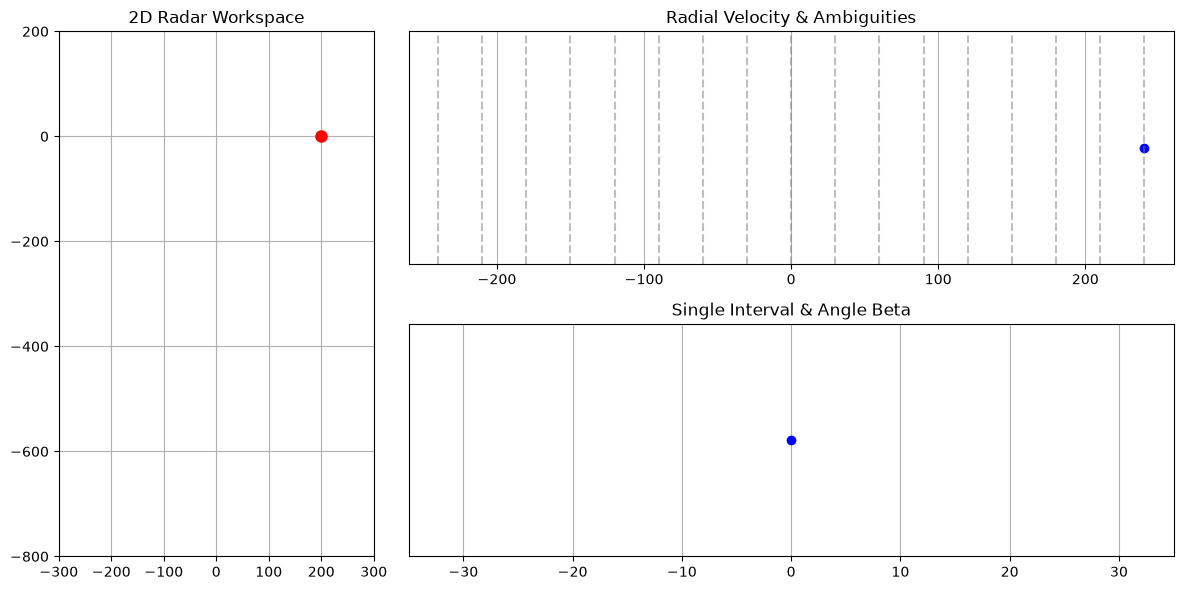 2D Radar Workspace
200
0
−200
−400
−600
−800
−300 −200 −100 0 100 200 300
Radial Velocity & Ambiguities
−200 −100 0 100 200
Single Interval & Angle Beta
−30 −20 −10 0 10 20 30